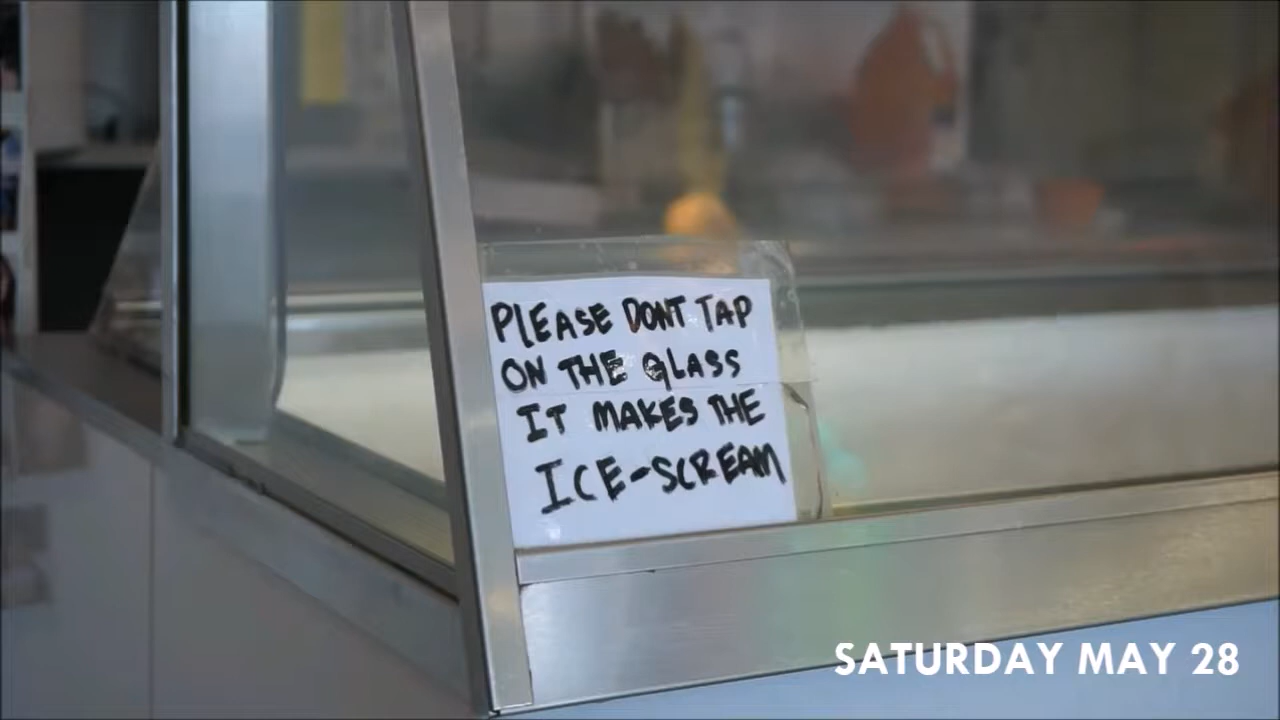 PLEASE DONT TAP
ON THE GLASS
IT MAKES THE
ICE-SCREAM
SATURDAY MAY 28